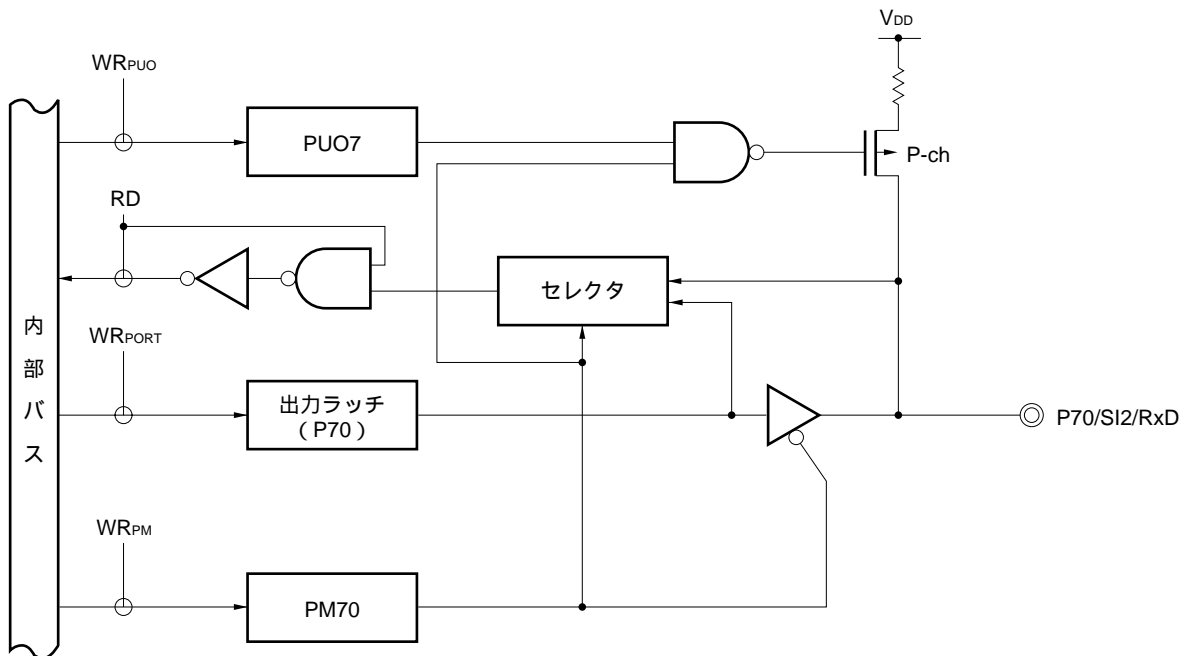 VDD
WRPUO
PUO7
P-ch
RD
セレクタ
内部バス
WRPORT
出力ラッチ
(P70)
P70/SI2/RxD
WRPM
PM70